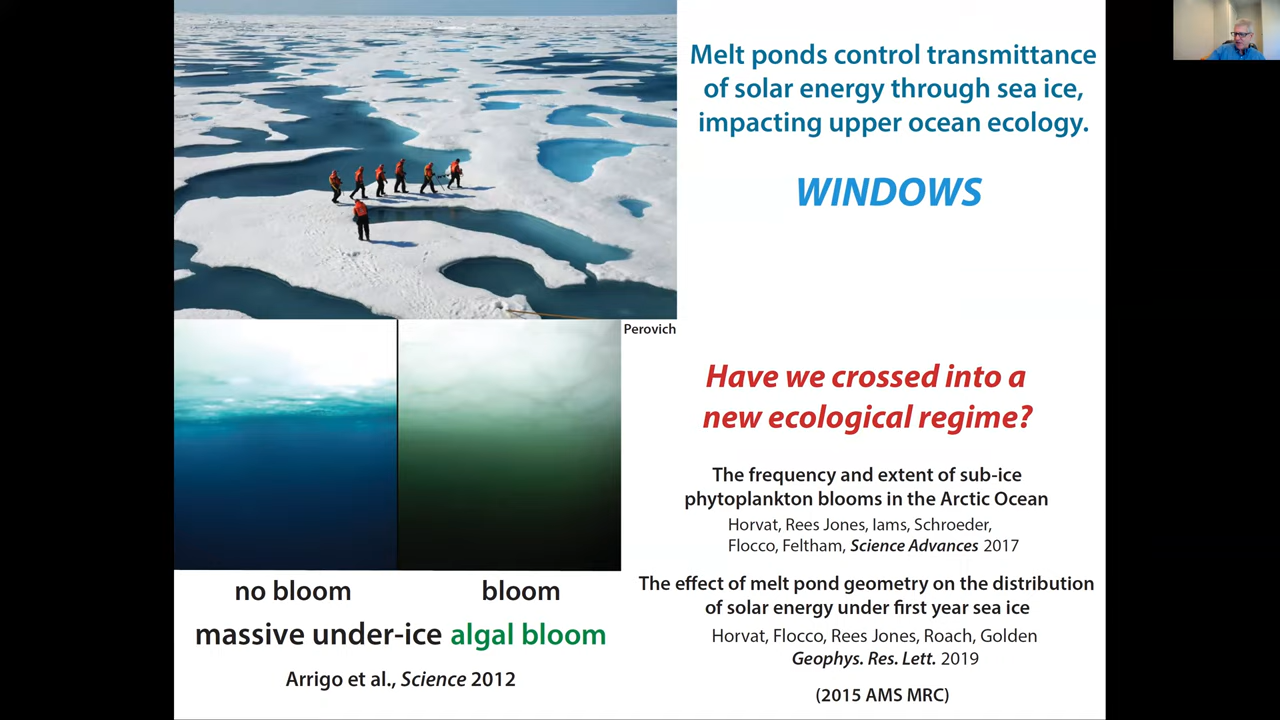 Melt ponds control transmittance
of solar energy through sea ice,
impacting upper ocean ecology.
WINDOWS
Perovich
Have we crossed into a
new ecological regime?
The frequency and extent of sub-ice
phytoplankton blooms in the Arctic Ocean
Horvat, Rees Jones, Iams, Schroeder,
Flocco, Feltham, Science Advances 2017
The effect of melt pond geometry on the distribution
of solar energy under first year sea ice
Horvat, Flocco, Rees Jones, Roach, Golden
Geophys. Res. Lett. 2019
(2015 AMS MRC)
no bloom
bloom
massive under-ice algal bloom
Arrigo et al., Science 2012